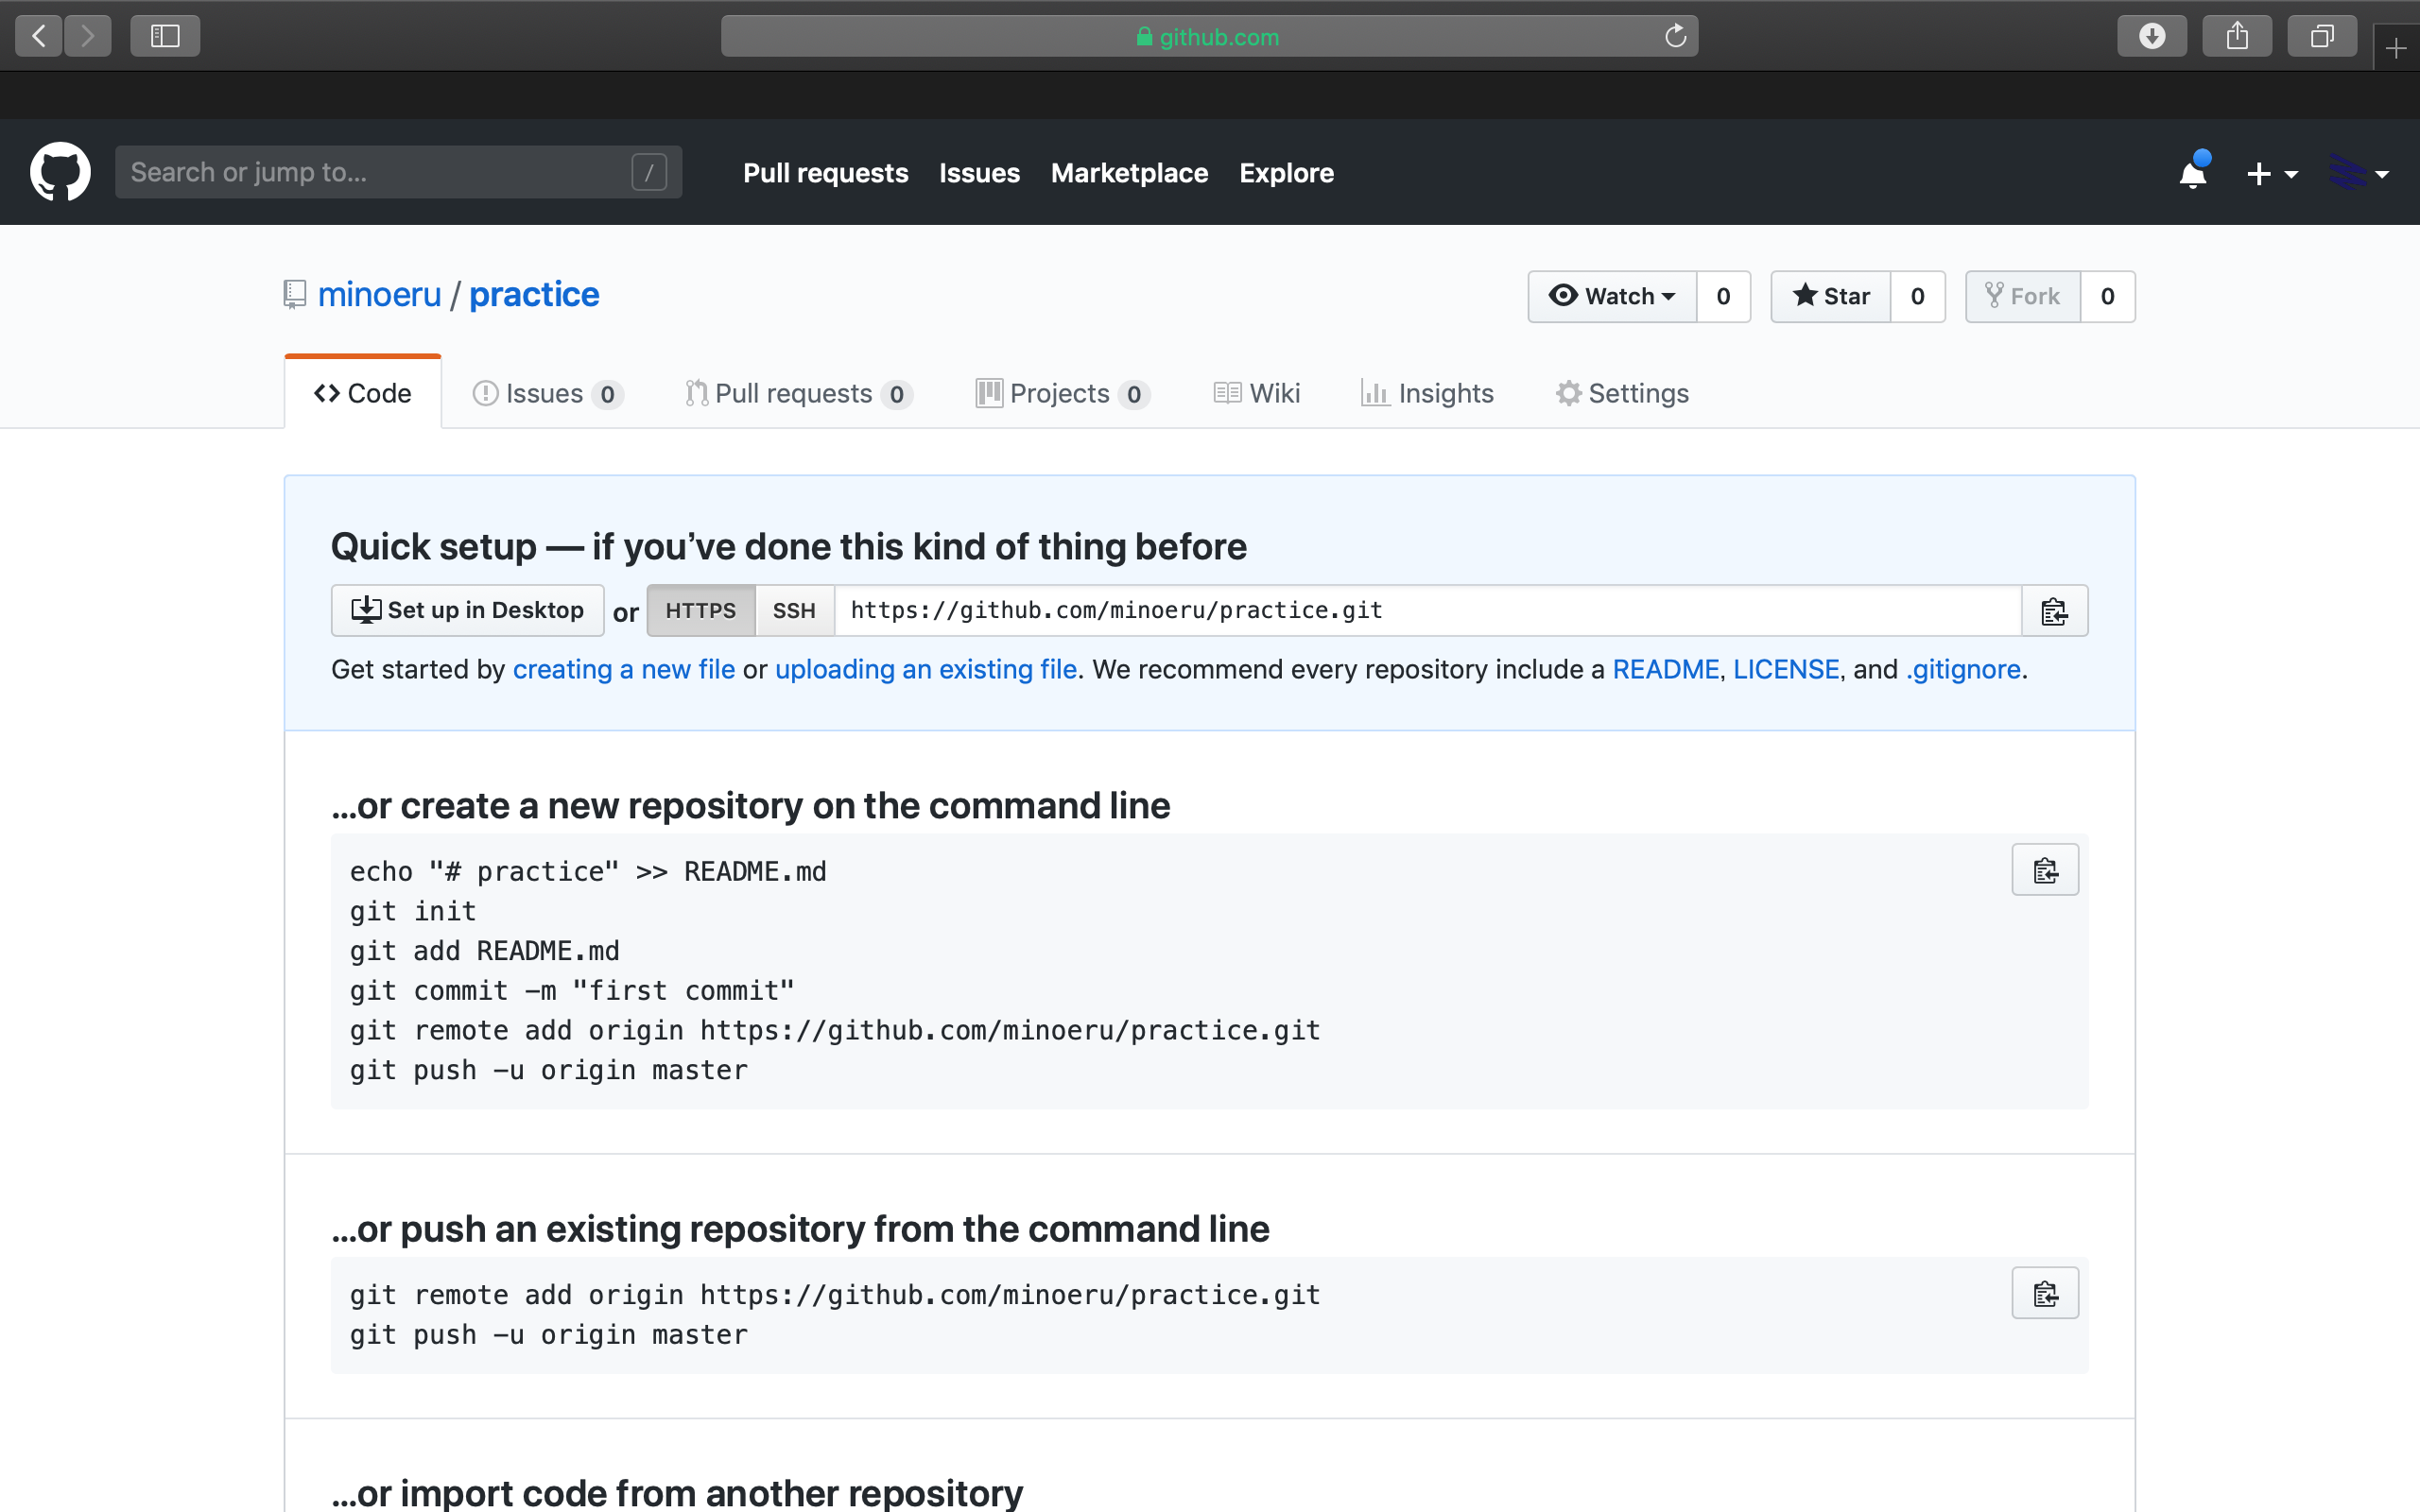 github.com
Search or jump to... /
Pull requests Issues Marketplace Explore
minoeru / practice
Watch 0 Star 0 Fork 0
Code Issues 0 Pull requests 0 Projects 0 Wiki Insights Settings
Quick setup — if you’ve done this kind of thing before
Set up in Desktop or HTTPS SSH https://github.com/minoeru/practice.git
Get started by creating a new file or uploading an existing file. We recommend every repository include a README, LICENSE, and .gitignore.
…or create a new repository on the command line
echo "# practice" >> README.md
git init
git add README.md
git commit -m "first commit"
git remote add origin https://github.com/minoeru/practice.git
git push -u origin master
…or push an existing repository from the command line
git remote add origin https://github.com/minoeru/practice.git
git push -u origin master
…or import code from another repository